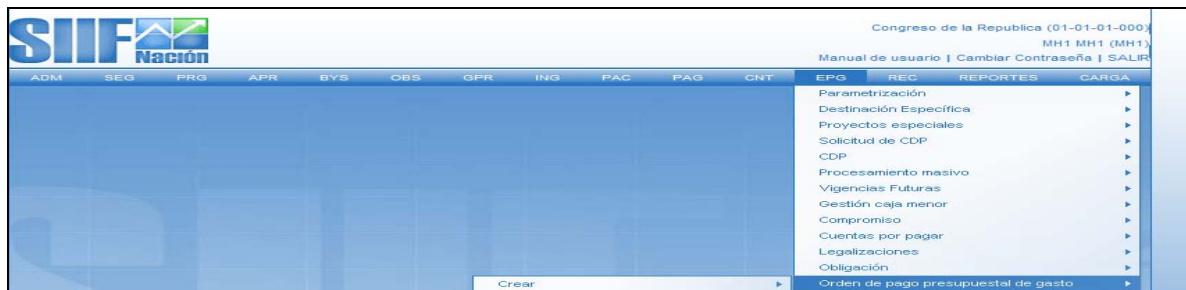 SIIF Nación
Congreso de la Republica (01-01-01-000)
MH1 MH1 (MH1)
Manual de usuario | Cambiar Contraseña | SALIR
ADM SEG PRG APR BYS OBS GPR ING PAC PAG CNT EPG REC REPORTES CARGA
Parametrización
Destinación Específica
Proyectos especiales
Solicitud de CDP
CDP
Procesamiento masivo
Vigencias Futuras
Gestión caja menor
Compromiso
Cuentas por pagar
Legalizaciones
Obligación
Crear Orden de pago presupuestal de gasto